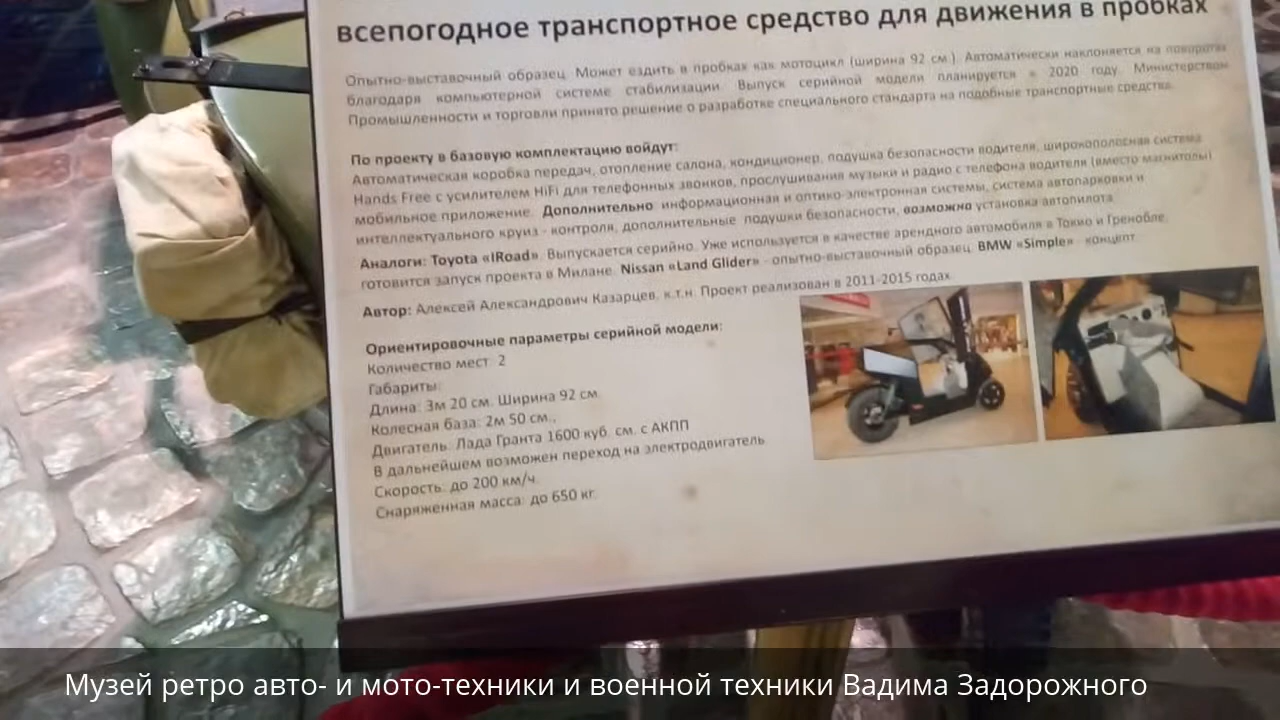 всепогодное транспортное средство для движения в пробках
Опытно-выставочный образец. Может ездить в пробках как мотоцикл (ширина 92 см.). Автоматически наклоняется на поворотах
благодаря компьютерной системе стабилизации. Выпуск серийной модели планируется в 2020 году. Министерством
Промышленности и торговли принято решение о разработке специального стандарта на подобные транспортные средства.
По проекту в базовую комплектацию войдут:
Автоматическая коробка передач, отопление салона, кондиционер, подушка безопасности водителя, широкополосная система
Hands Free с усилителем HiFi для телефонных звонков, прослушивания музыки и радио с телефона водителя (вместо магнитолы)
мобильное приложение. Дополнительно информационная и оптико-электронная системы, система автопарковки и
интеллектуального круиз - контроля, дополнительные подушки безопасности, возможно установка автопилота.
Аналоги: Toyota «IRoad». Выпускается серийно. Уже используется в качестве арендного автомобиля в Токио и Гренобле,
готовится запуск проекта в Милане. Nissan «Land Glider» - опытно-выставочный образец. BMW «Simple» - концепт.
Автор: Алексей Александрович Казарцев, к.т.н. Проект реализован в 2011-2015 годах.
Ориентировочные параметры серийной модели:
Количество мест: 2
Габариты:
Длина: 3м 20 см. Ширина 92 см.
Колесная база: 2м 50 см.,
Двигатель: Лада Гранта 1600 куб. см. с АКПП
В дальнейшем возможен переход на электродвигатель
Скорость: до 200 км/ч.
Снаряженная масса: до 650 кг.
Музей ретро авто- и мото-техники и военной техники Вадима Задорожного